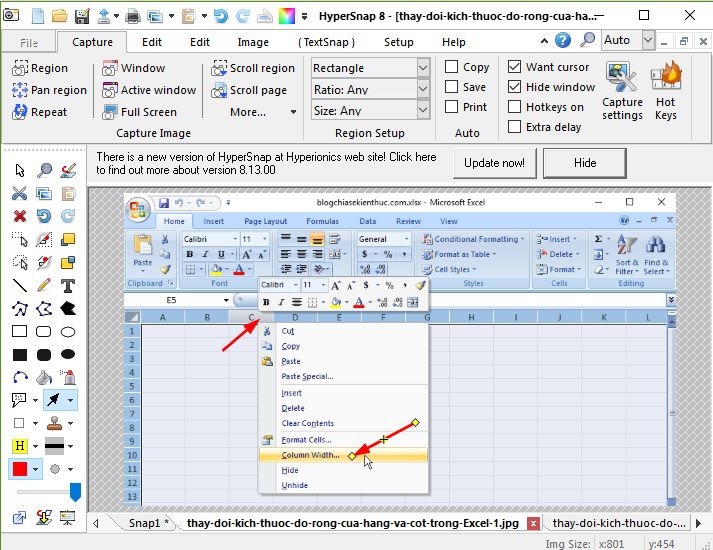 HyperSnap 8 - [thay-doi-kich-thuoc-do-rong-cua-ha...
File Capture Edit Edit Image ( TextSnap ) Setup Help Auto
Region Window Scroll region Rectangle Copy Want cursor
Pan region Active window Scroll page Ratio: Any Save Hide window
Repeat Full Screen More... Size: Any Print Hotkeys on
Extra delay
Capture settings
Hot Keys
Capture Image Region Setup Auto
There is a new version of HyperSnap at Hyperionics web site! Click here
to find out more about version 8.13.00
Update now! Hide
blogchiasekienthuc.com.xlsx - Microsoft Excel
Home Insert Page Layout Formulas Data Review View
Calibri 11 General Conditional Formatting Insert
Paste B I U $ % , Format as Table Delete Sort & Filter Find & Select
Cell Styles Format
Clipboard Font Styles Cells Editing
Calibri 11 A A $ % ,
E5 B I A
A B C D E F G H I J K L
1
2
3
4
5
6
7
8
9
10
11
12
13
Cut
Copy
Paste
Paste Special...
Insert
Delete
Clear Contents
Format Cells...
Column Width...
Hide
Unhide
T
A
H
Snap1 * thay-doi-kich-thuoc-do-rong-cua-hang-va-cot-trong-Excel-1.jpg x thay-doi-kich-thuoc-do-...
Img Size: x:801 y:454